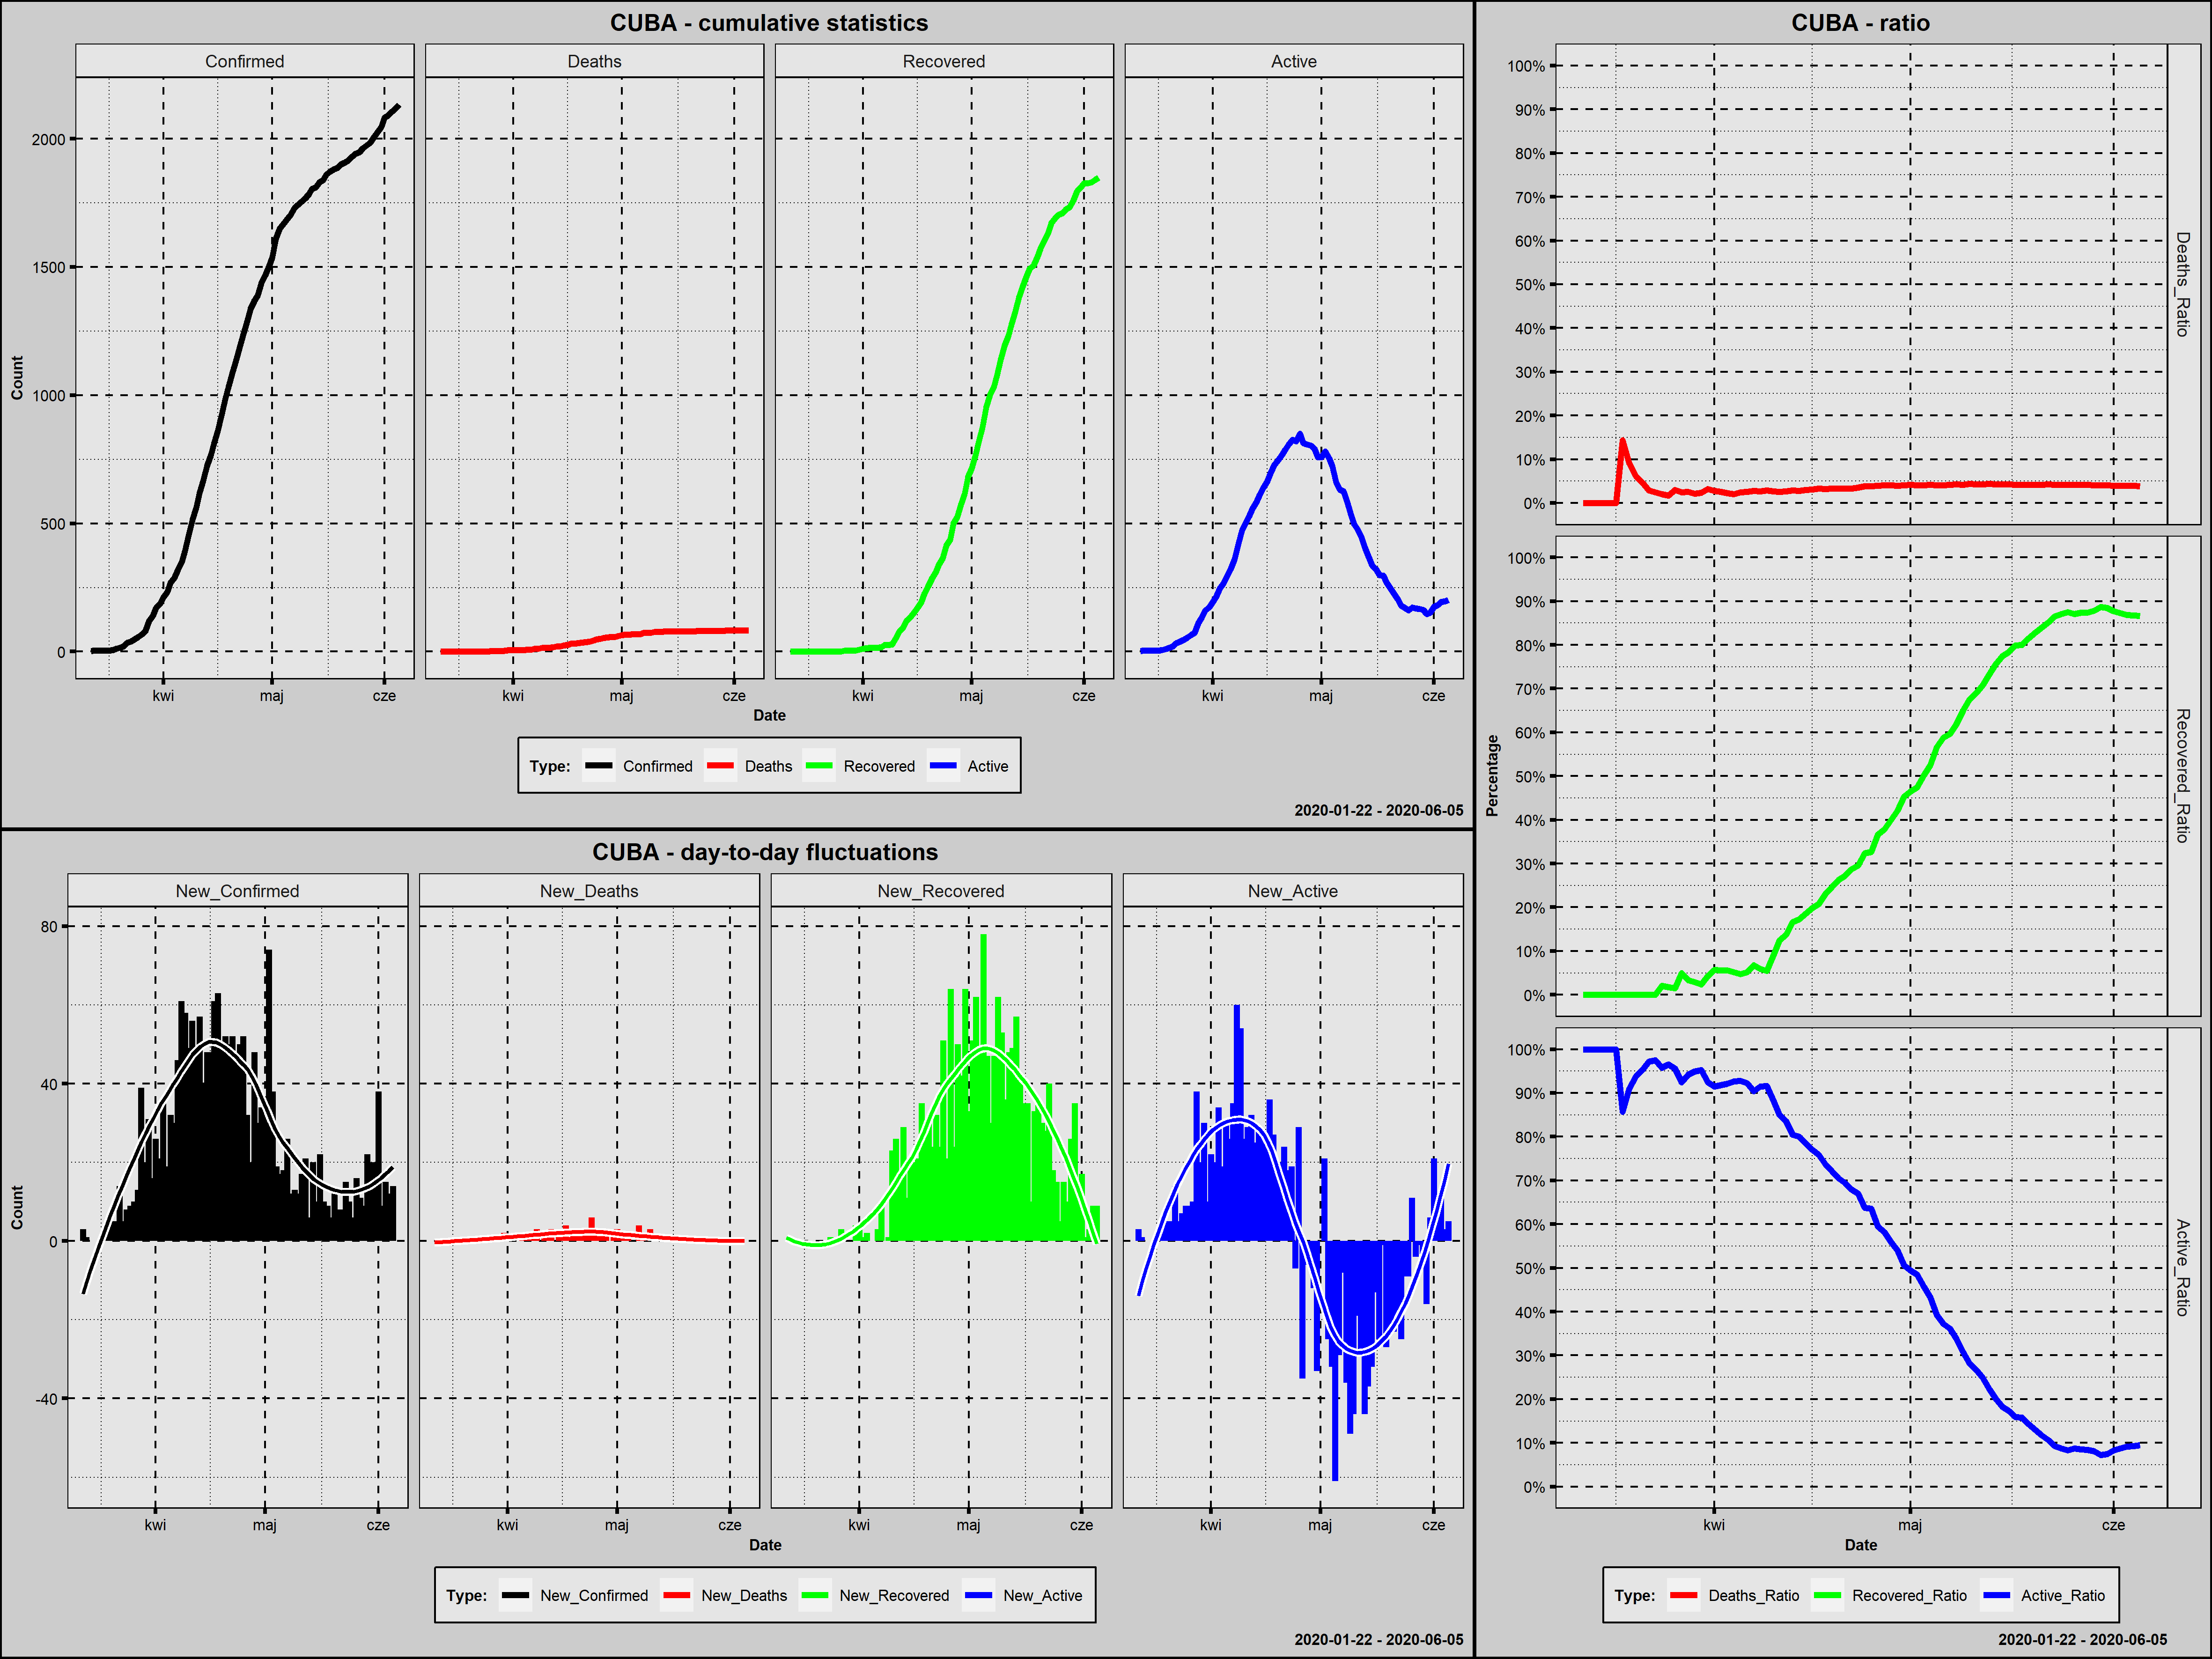 CUBA - cumulative statistics
Confirmed Deaths Recovered Active
2000
1500
1000
500
0
Count
kwi maj cze kwi maj cze kwi maj cze kwi maj cze
Date
Type: Confirmed Deaths Recovered Active
2020-01-22 - 2020-06-05
CUBA - day-to-day fluctuations
New_Confirmed New_Deaths New_Recovered New_Active
80
40
0
-40
Count
kwi maj cze kwi maj cze kwi maj cze kwi maj cze
Date
Type: New_Confirmed New_Deaths New_Recovered New_Active
2020-01-22 - 2020-06-05
CUBA - ratio
100%
90%
80%
70%
60%
50%
40%
30%
20%
10%
0%
Deaths_Ratio
100%
90%
80%
70%
60%
50%
40%
30%
20%
10%
0%
Recovered_Ratio
100%
90%
80%
70%
60%
50%
40%
30%
20%
10%
0%
Active_Ratio
Percentage
kwi maj cze
Date
Type: Deaths_Ratio Recovered_Ratio Active_Ratio
2020-01-22 - 2020-06-05